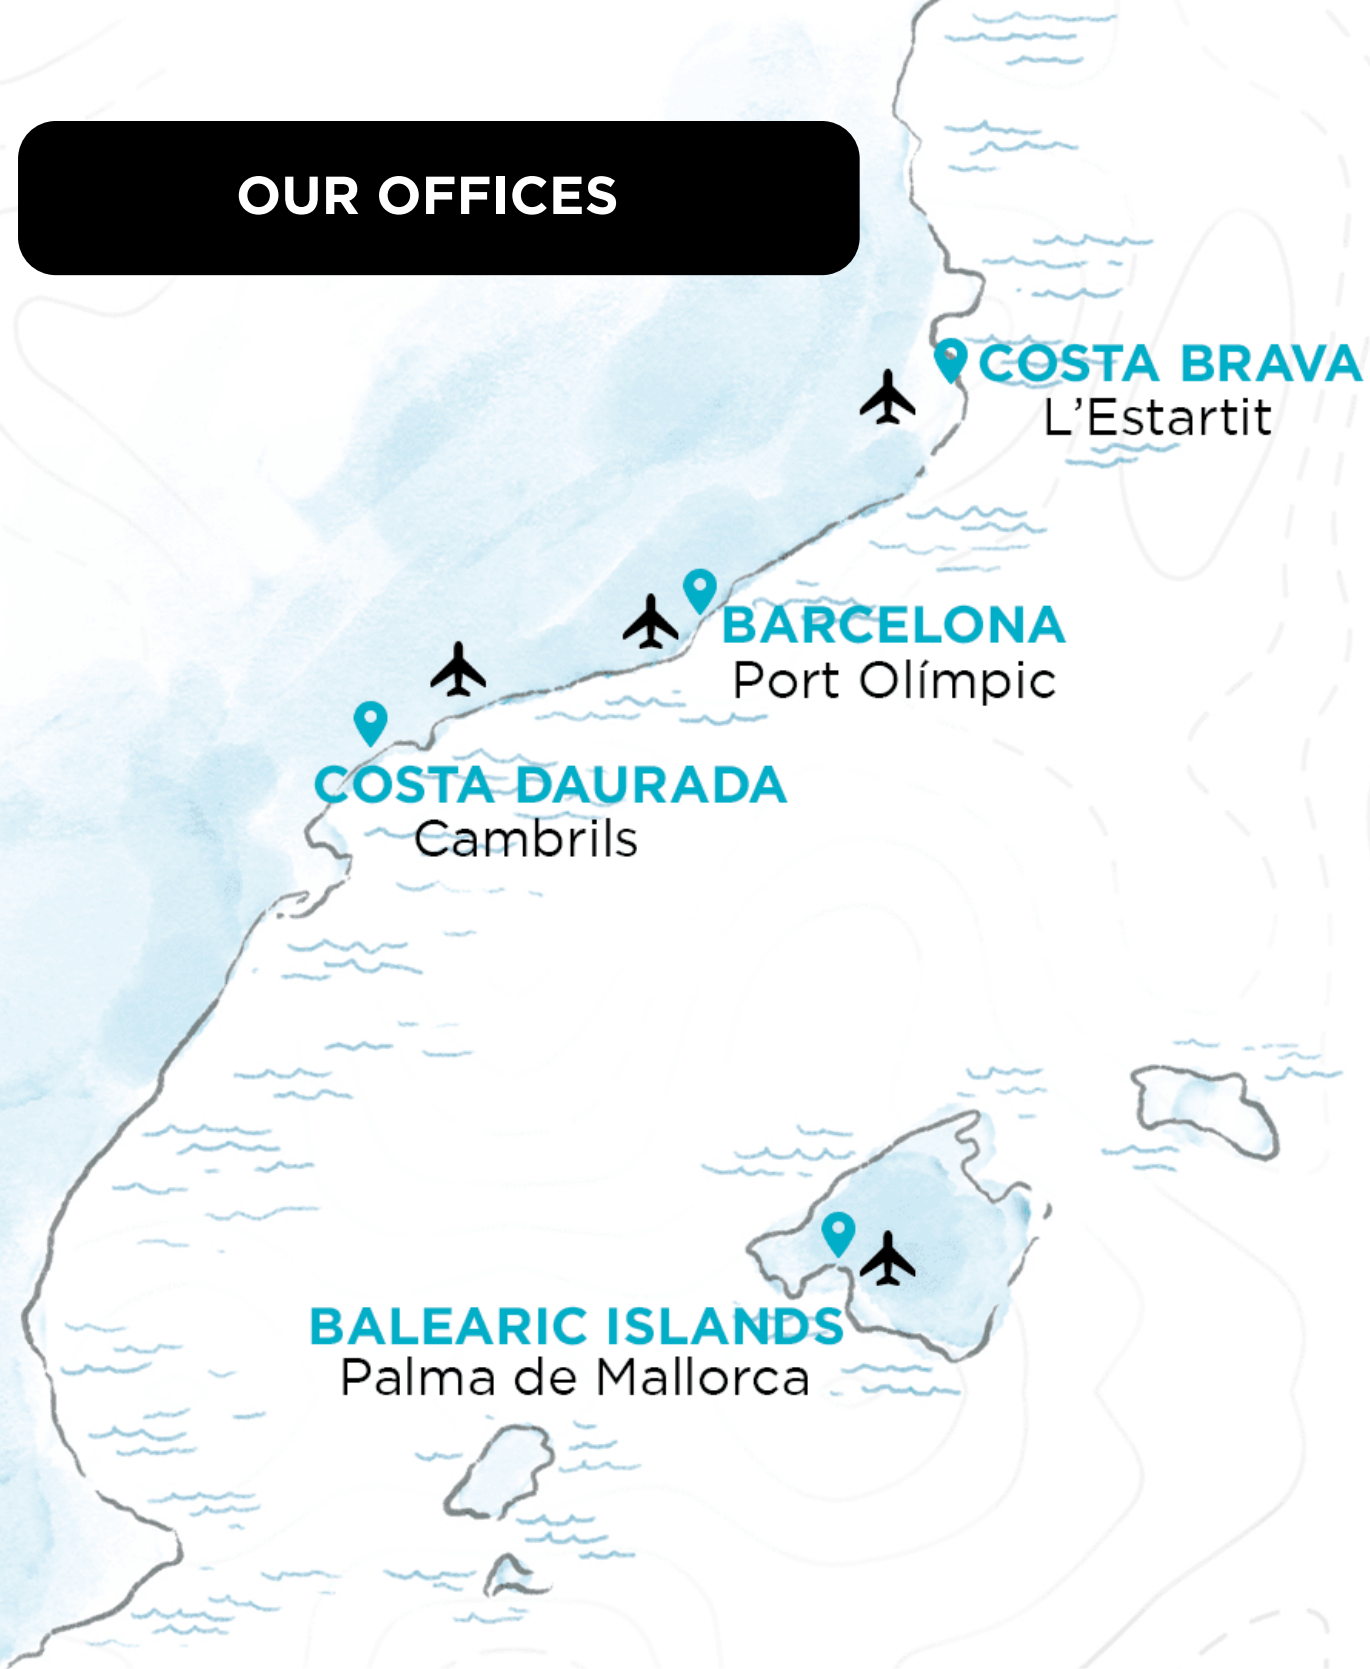 OUR OFFICES
COSTA BRAVA
L’Estartit
BARCELONA
Port Olímpic
COSTA DAURADA
Cambrils
BALEARIC ISLANDS
Palma de Mallorca